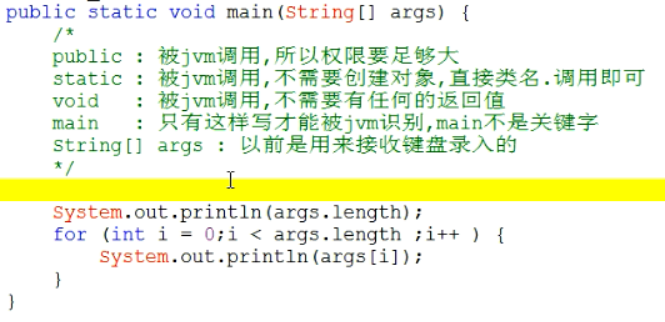 public static void main(String[] args) {
/*
public : 被jvm调用,所以权限要足够大
static : 被jvm调用,不需要创建对象,直接类名.调用即可
void : 被jvm调用,不需要有任何的返回值
main : 只有这样写才能被jvm识别,main不是关键字
String[] args : 以前是用来接收键盘录入的
*/
System.out.println(args.length);
for (int i = 0;i < args.length ;i++ ) {
System.out.println(args[i]);
}
}